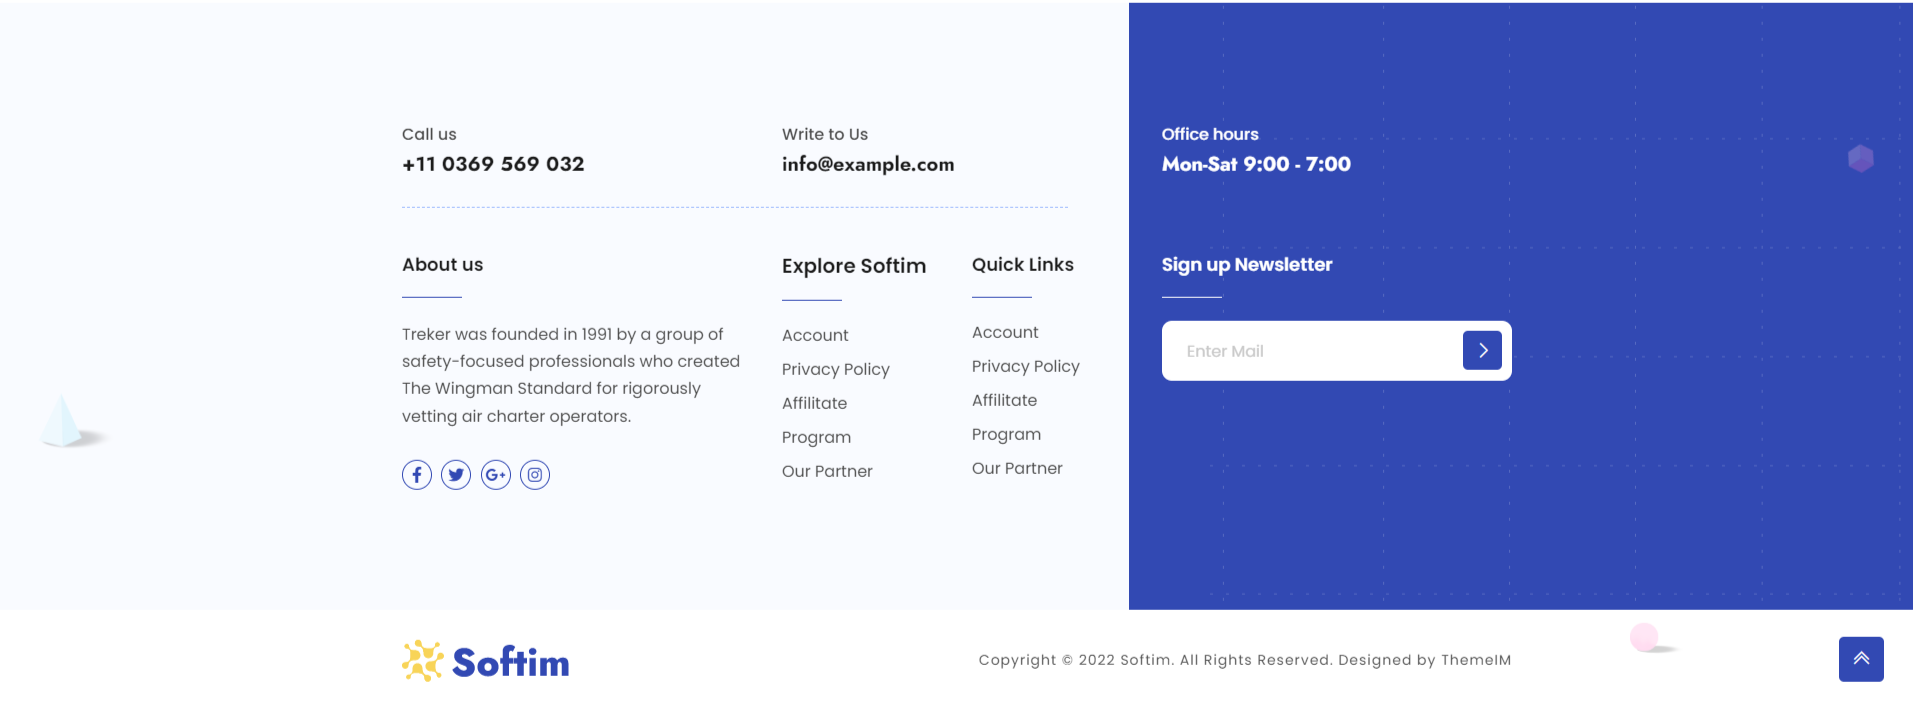 Call us
+11 0369 569 032
Write to Us
info@example.com
Office hours
Mon-Sat 9:00 - 7:00
About us
Treker was founded in 1991 by a group of
safety-focused professionals who created
The Wingman Standard for rigorously
vetting air charter operators.
Explore Softim
Account
Privacy Policy
Affilitate
Program
Our Partner
Quick Links
Account
Privacy Policy
Affilitate
Program
Our Partner
Sign up Newsletter
Enter Mail
Softim
Copyright © 2022 Softim. All Rights Reserved. Designed by ThemeIM